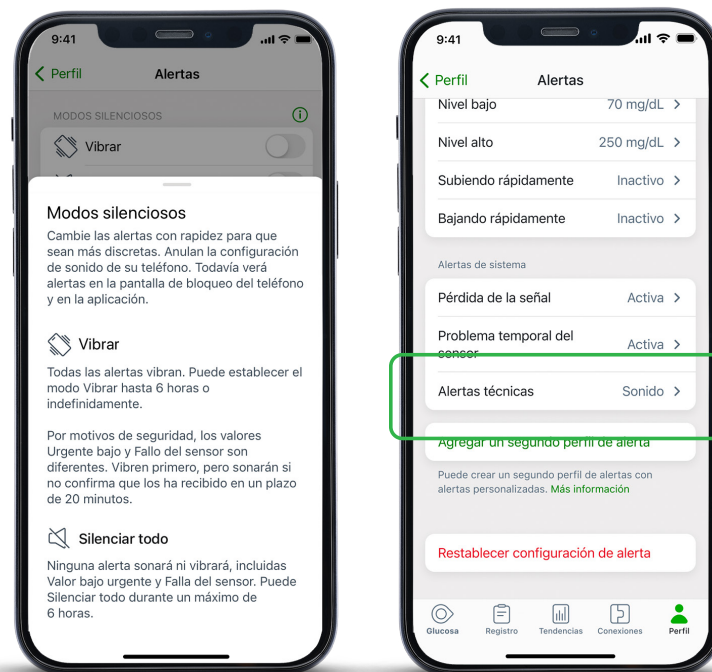 9:41
Perfil
Alertas
MODOS SILENCIOSOS
Vibrar
Modos silenciosos
Cambie las alertas con rapidez para que
sean más discretas. Anulan la configuración
de sonido de su teléfono. Todavía verá
alertas en la pantalla de bloqueo del teléfono
y en la aplicación.
Vibrar
Todas las alertas vibran. Puede establecer el
modo Vibrar hasta 6 horas o
indefinidamente.
Por motivos de seguridad, los valores
Urgente bajo y Fallo del sensor son
diferentes. Vibren primero, pero sonarán si
no confirma que los ha recibido en un plazo
de 20 minutos.
Silenciar todo
Ninguna alerta sonará ni vibrará, incluidas
Valor bajo urgente y Falla del sensor. Puede
Silenciar todo durante un máximo de
6 horas.
9:41
Perfil
Alertas
Nivel bajo 70 mg/dL
Nivel alto 250 mg/dL
Subiendo rápidamente Inactivo
Bajando rápidamente Inactivo
Alertas de sistema
Pérdida de la señal Activa
Problema temporal del
sensor Activa
Alertas técnicas Sonido
Agregar un segundo perfil de alerta
Puede crear un segundo perfil de alertas con
alertas personalizadas. Más información
Restablecer configuración de alerta
Glucosa Registro Tendencias Conexiones Perfil